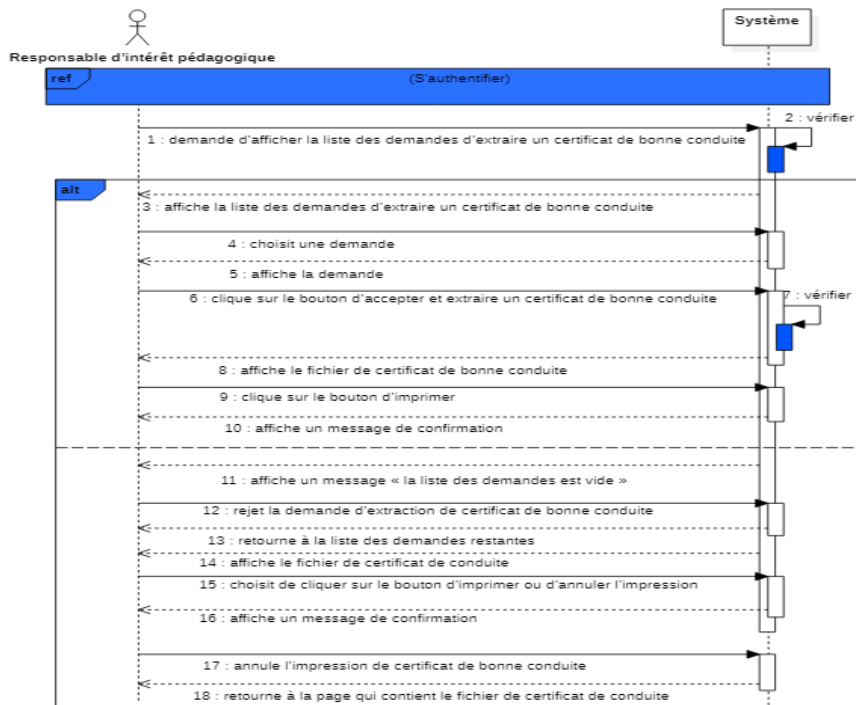 Système
Responsable d'intérêt pédagogique
ref
(S'authentifier)
2 : vérifier
1 : demande d'afficher la liste des demandes d'extraire un certificat de bonne conduite
alt
3 : affiche la liste des demandes d'extraire un certificat de bonne conduite
4 : choisit une demande
5 : affiche la demande
6 : clique sur le bouton d'accepter et extraire un certificat de bonne conduite
7 : vérifier
8 : affiche le fichier de certificat de bonne conduite
9 : clique sur le bouton d'imprimer
10 : affiche un message de confirmation
11 : affiche un message « la liste des demandes est vide »
12 : rejet la demande d'extraction de certificat de bonne conduite
13 : retourne à la liste des demandes restantes
14 : affiche le fichier de certificat de conduite
15 : choisit de cliquer sur le bouton d'imprimer ou d'annuler l'impression
16 : affiche un message de confirmation
17 : annule l'impression de certificat de bonne conduite
18 : retourne à la page qui contient le fichier de certificat de conduite